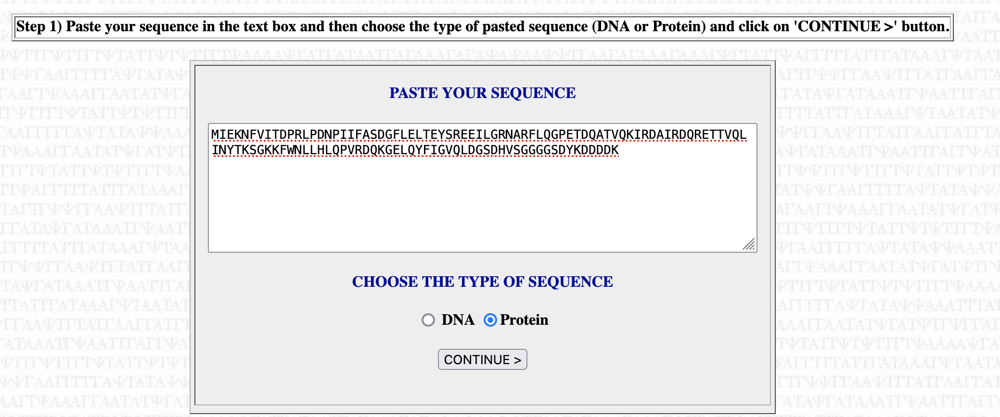 Step 1) Paste your sequence in the text box and then choose the type of pasted sequence (DNA or Protein) and click on 'CONTINUE >' button.
PASTE YOUR SEQUENCE
MIEKNFVITDPRLPDNPIIFASDGFLELTEYSREEILGRNARFLQGPETDQATVQKIRDAIRDQRETTVQL
INYTKSGKKFWNLLHLQPVRDQKGELQYFIGVQLDGSDHVSGGGGSDYKDDDDK
CHOOSE THE TYPE OF SEQUENCE
DNA Protein
CONTINUE >